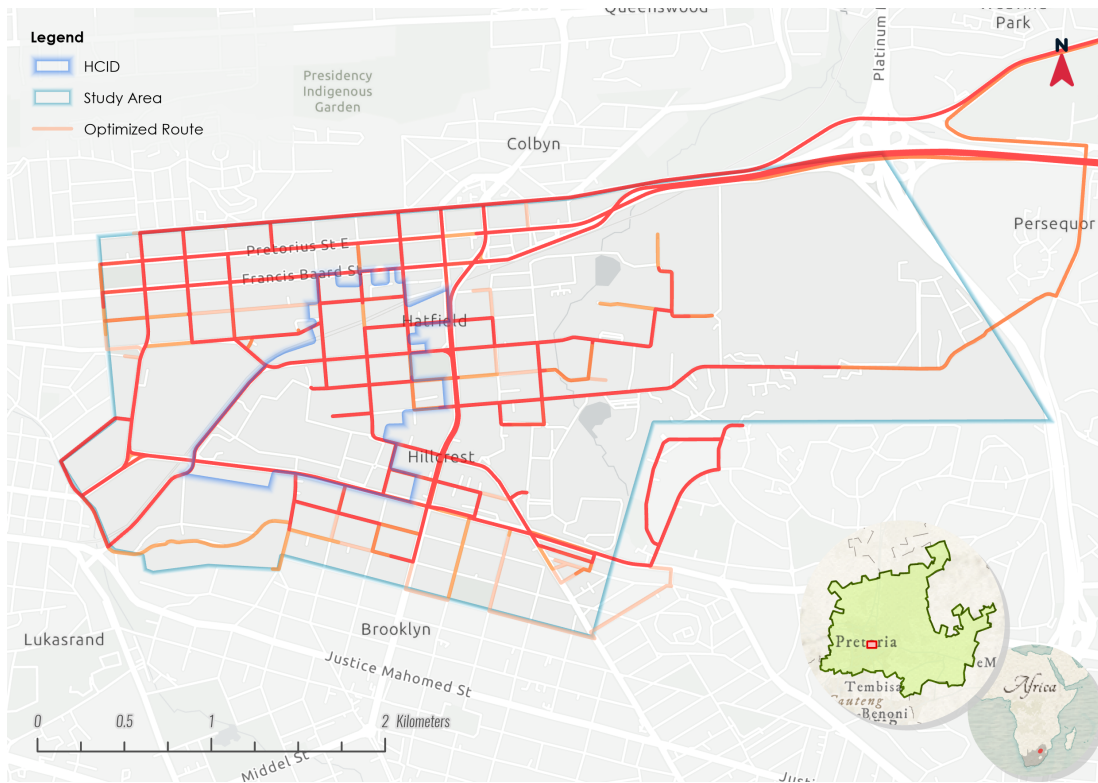 Queenswood
Park
Platinum
N
Legend
HCID
Study Area
Optimized Route
Presidency
Indigenous
Garden
Colbyn
Persequor
Pretorius St E
Francis Baard St
Hatfield
Hillcrest
Lukasrand
Brooklyn
Justice Mahomed St
Middel St
0 0.5 1 2 Kilometers
Pretoria
eM
Tembisa
Gauteng
Benoni
Africa